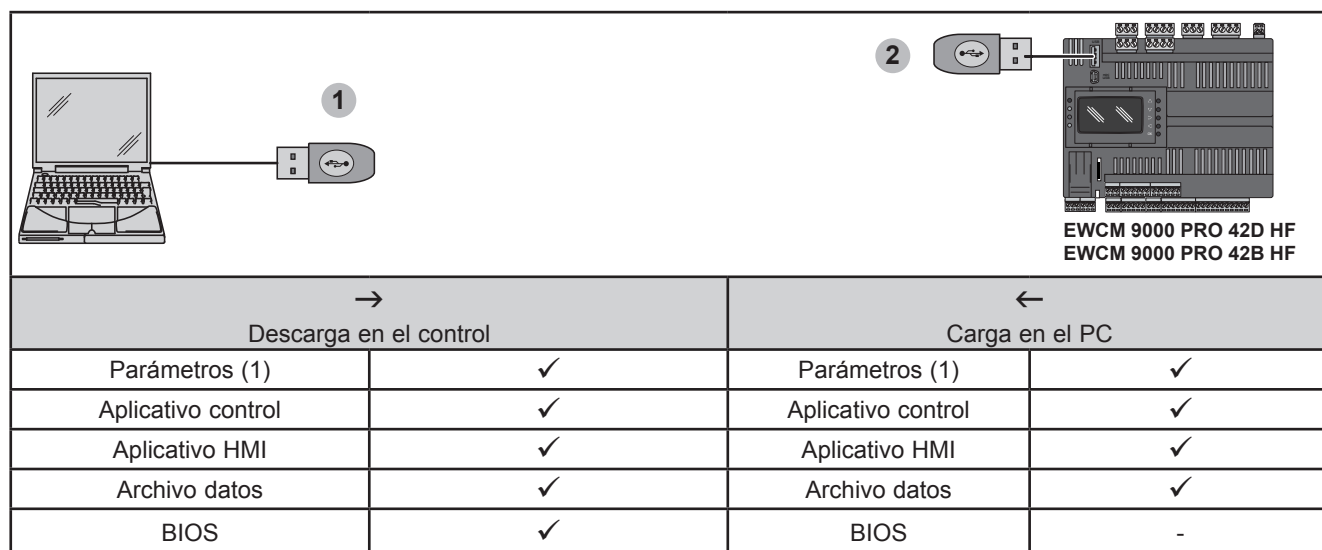 1
2
EWCM 9000 PRO 42D HF
EWCM 9000 PRO 42B HF
→ ←
Descarga en el control Carga en el PC
Parámetros (1) ✓ Parámetros (1) ✓
Aplicativo control ✓ Aplicativo control ✓
Aplicativo HMI ✓ Aplicativo HMI ✓
Archivo datos ✓ Archivo datos ✓
BIOS ✓ BIOS -